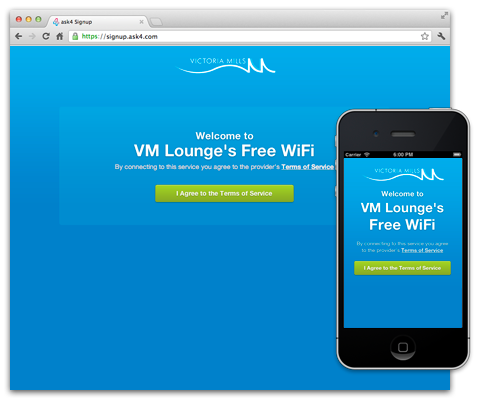 ask4 Signup
https://signup.ask4.com
VICTORIA MILLS
Welcome to
VM Lounge's Free WiFi
By connecting to this service you agree to the provider's Terms of Service
I Agree to the Terms of Service
Carrier 6:00 PM
VICTORIA MILLS
Welcome to
VM Lounge's
Free WiFi
By connecting to this service you agree
to the provider's Terms of Service
I Agree to the Terms of Service